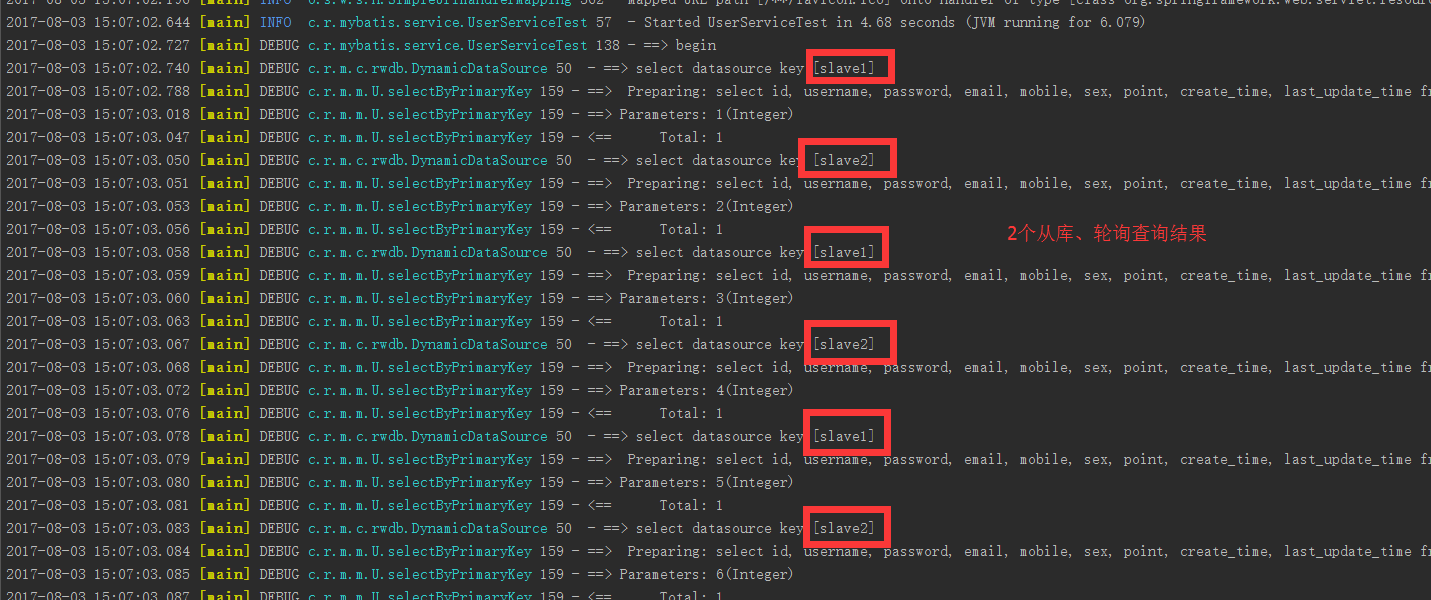 2017-08-03 15:07:02.190 [main] INFO o.s.w.s.h.SimpleUrlHandlerMapping 362 - Mapped URL path [/**/favicon.ico] onto handler of type [class org.springframework.web.servlet.resourc
2017-08-03 15:07:02.644 [main] INFO c.r.mybatis.service.UserServiceTest 57 - Started UserServiceTest in 4.68 seconds (JVM running for 6.079)
2017-08-03 15:07:02.727 [main] DEBUG c.r.mybatis.service.UserServiceTest 138 - ==> begin
2017-08-03 15:07:02.740 [main] DEBUG c.r.m.c.rwdb.DynamicDataSource 50 - ==> select datasource key [slave1]
2017-08-03 15:07:02.788 [main] DEBUG c.r.m.m.U.selectByPrimaryKey 159 - ==> Preparing: select id, username, password, email, mobile, sex, point, create_time, last_update_time fr
2017-08-03 15:07:03.018 [main] DEBUG c.r.m.m.U.selectByPrimaryKey 159 - ==> Parameters: 1(Integer)
2017-08-03 15:07:03.047 [main] DEBUG c.r.m.m.U.selectByPrimaryKey 159 - <== Total: 1
2017-08-03 15:07:03.050 [main] DEBUG c.r.m.c.rwdb.DynamicDataSource 50 - ==> select datasource key [slave2]
2017-08-03 15:07:03.051 [main] DEBUG c.r.m.m.U.selectByPrimaryKey 159 - ==> Preparing: select id, username, password, email, mobile, sex, point, create_time, last_update_time fr
2017-08-03 15:07:03.053 [main] DEBUG c.r.m.m.U.selectByPrimaryKey 159 - ==> Parameters: 2(Integer)
2017-08-03 15:07:03.056 [main] DEBUG c.r.m.m.U.selectByPrimaryKey 159 - <== Total: 1
2个从库、轮询查询结果
2017-08-03 15:07:03.058 [main] DEBUG c.r.m.c.rwdb.DynamicDataSource 50 - ==> select datasource key [slave1]
2017-08-03 15:07:03.059 [main] DEBUG c.r.m.m.U.selectByPrimaryKey 159 - ==> Preparing: select id, username, password, email, mobile, sex, point, create_time, last_update_time fr
2017-08-03 15:07:03.060 [main] DEBUG c.r.m.m.U.selectByPrimaryKey 159 - ==> Parameters: 3(Integer)
2017-08-03 15:07:03.063 [main] DEBUG c.r.m.m.U.selectByPrimaryKey 159 - <== Total: 1
2017-08-03 15:07:03.067 [main] DEBUG c.r.m.c.rwdb.DynamicDataSource 50 - ==> select datasource key [slave2]
2017-08-03 15:07:03.068 [main] DEBUG c.r.m.m.U.selectByPrimaryKey 159 - ==> Preparing: select id, username, password, email, mobile, sex, point, create_time, last_update_time fr
2017-08-03 15:07:03.072 [main] DEBUG c.r.m.m.U.selectByPrimaryKey 159 - ==> Parameters: 4(Integer)
2017-08-03 15:07:03.076 [main] DEBUG c.r.m.m.U.selectByPrimaryKey 159 - <== Total: 1
2017-08-03 15:07:03.078 [main] DEBUG c.r.m.c.rwdb.DynamicDataSource 50 - ==> select datasource key [slave1]
2017-08-03 15:07:03.079 [main] DEBUG c.r.m.m.U.selectByPrimaryKey 159 - ==> Preparing: select id, username, password, email, mobile, sex, point, create_time, last_update_time fr
2017-08-03 15:07:03.080 [main] DEBUG c.r.m.m.U.selectByPrimaryKey 159 - ==> Parameters: 5(Integer)
2017-08-03 15:07:03.081 [main] DEBUG c.r.m.m.U.selectByPrimaryKey 159 - <== Total: 1
2017-08-03 15:07:03.083 [main] DEBUG c.r.m.c.rwdb.DynamicDataSource 50 - ==> select datasource key [slave2]
2017-08-03 15:07:03.084 [main] DEBUG c.r.m.m.U.selectByPrimaryKey 159 - ==> Preparing: select id, username, password, email, mobile, sex, point, create_time, last_update_time fr
2017-08-03 15:07:03.085 [main] DEBUG c.r.m.m.U.selectByPrimaryKey 159 - ==> Parameters: 6(Integer)
2017-08-03 15:07:03.087 [main] DEBUG c.r.m.m.U.selectByPrimaryKey 159 - <== Total: 1